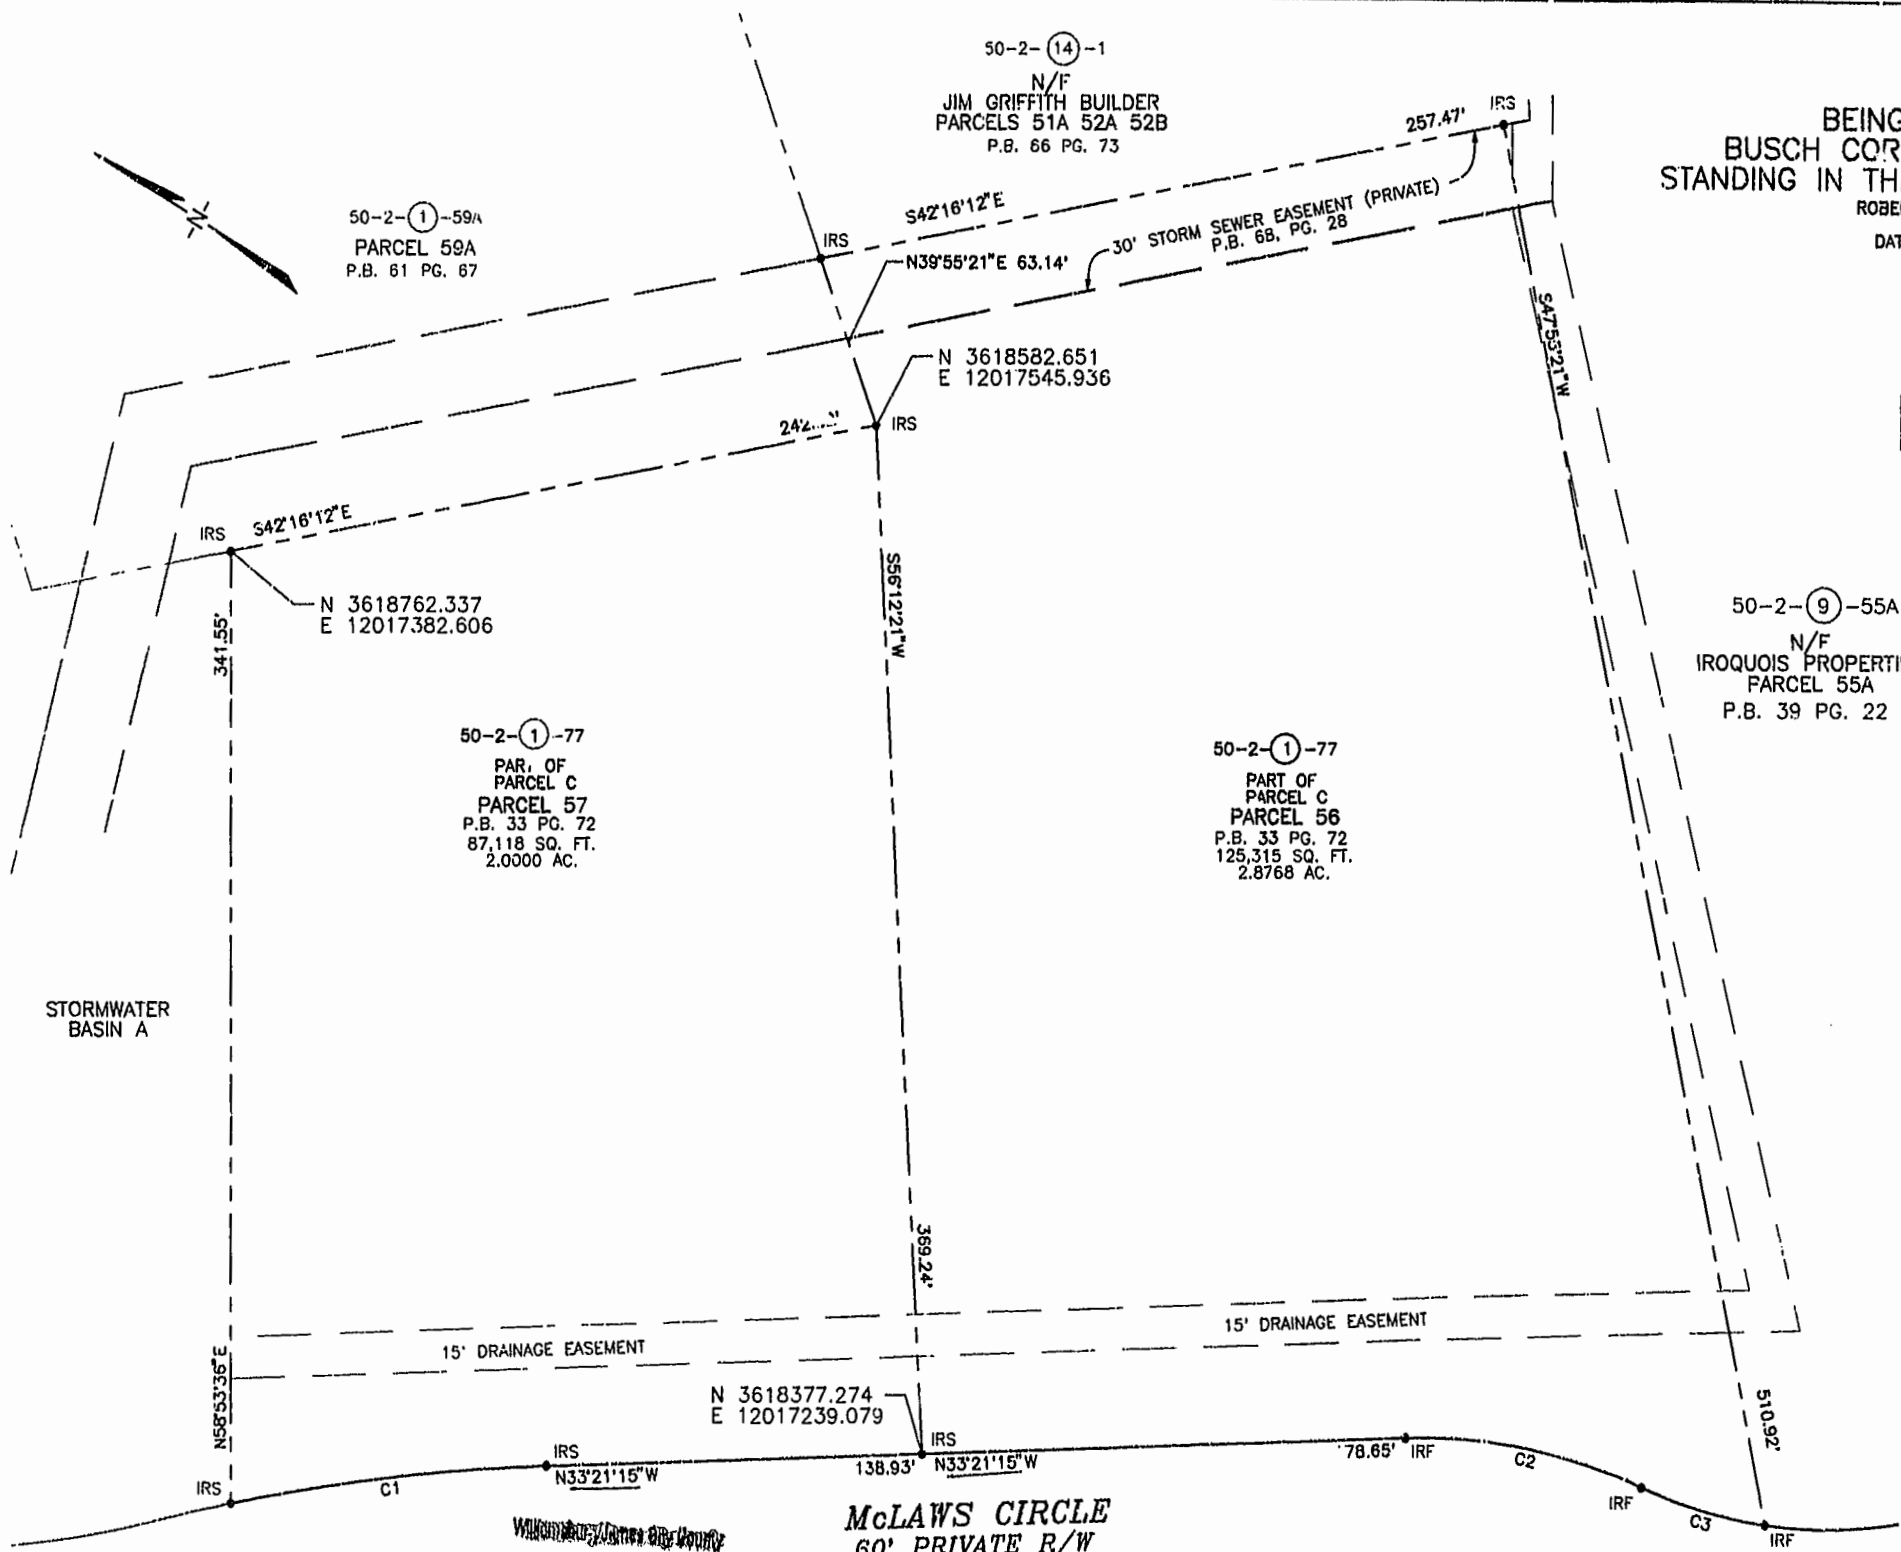 50-2-(14)-1
N/F
JIM GRIFFITH BUILDER
PARCELS 51A 52A 52B
P.B. 66 PG. 73
IRS
257.47'
BEING
BUSCH COR
STANDING IN TH
ROBE
DAT
-N-
50-2-(1)-59A
PARCEL 59A
P.B. 61 PG. 67
S42°16'12"E
30' STORM SEWER EASEMENT (PRIVATE)
P.B. 68, PG. 28
IRS
N39°55'21"E 63.14'
S47°55'21"W
N 3618582.651
E 12017545.936
IRS
IRS
S42°16'12"E
N 3618762.337
E 12017382.606
341.55'
S56°12'21"W
50-2-(9)-55A
N/F
IROQUOIS PROPERTI
PARCEL 55A
P.B. 39 PG. 22
50-2-(1)-77
PART OF
PARCEL C
PARCEL 57
P.B. 33 PG. 72
87,118 SQ. FT.
2.0000 AC.
50-2-(1)-77
PART OF
PARCEL C
PARCEL 56
P.B. 33 PG. 72
125,315 SQ. FT.
2.8768 AC.
STORMWATER
BASIN A
369.24'
15' DRAINAGE EASEMENT
15' DRAINAGE EASEMENT
N58°53'36"E
N 3618377.274
E 12017239.079
510.92'
IRS
C1
IRS
N33°21'15"W
138.93'
IRS
N33°21'15"W
78.65'
IRF
C2
IRF
C3
IRF
McLAWS CIRCLE
60' PRIVATE R/W